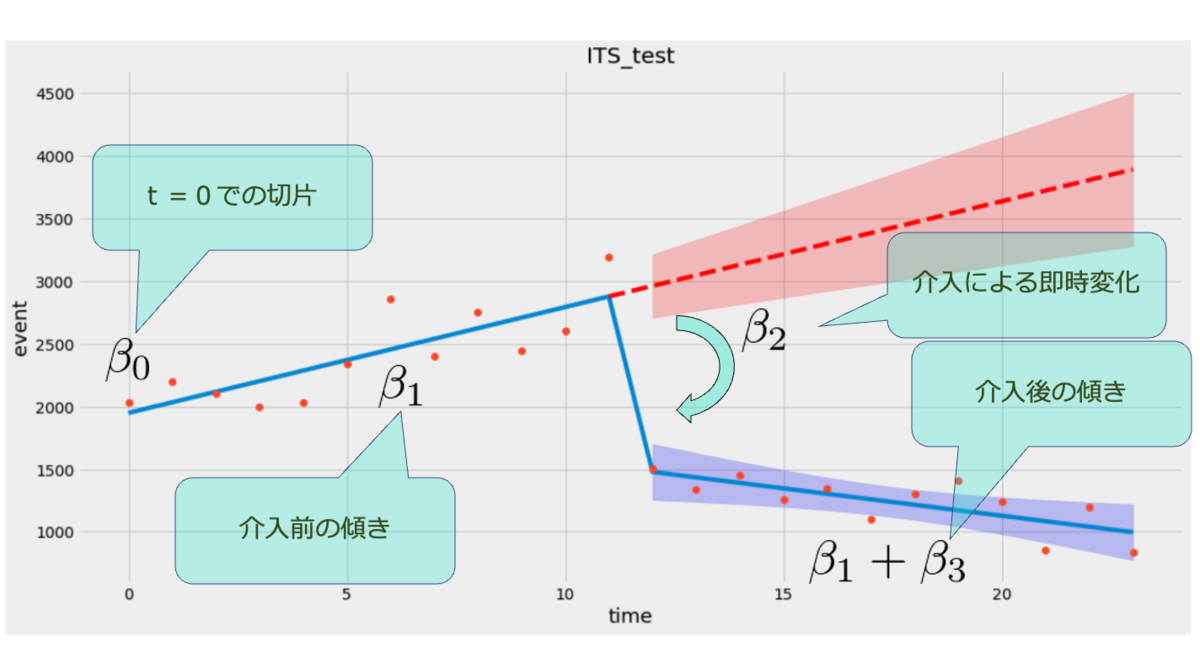 ITS_test
4500
4000
3500
3000
2500
2000
1500
1000
event
0
5
10
15
20
time
t = 0 での切片
β0
β1
介入前の傾き
β2
介入による即時変化
介入後の傾き
β1 + β3